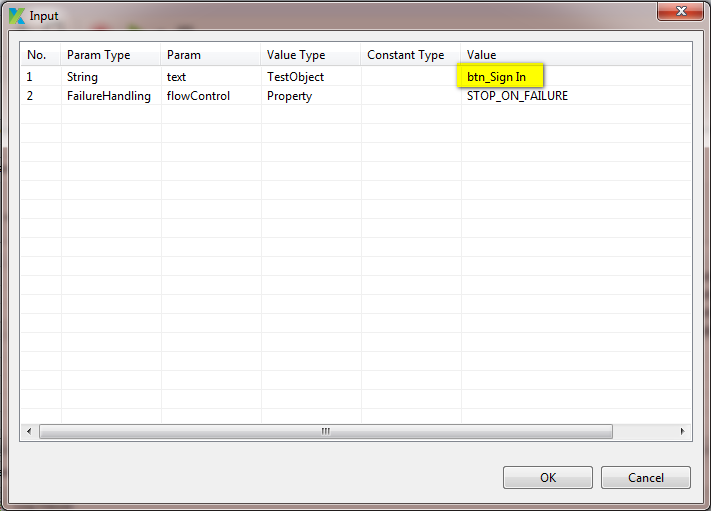 Input
No. Param Type Param Value Type Constant Type Value
1 String text TestObject btn_Sign In
2 FailureHandling flowControl Property STOP_ON_FAILURE
OK Cancel